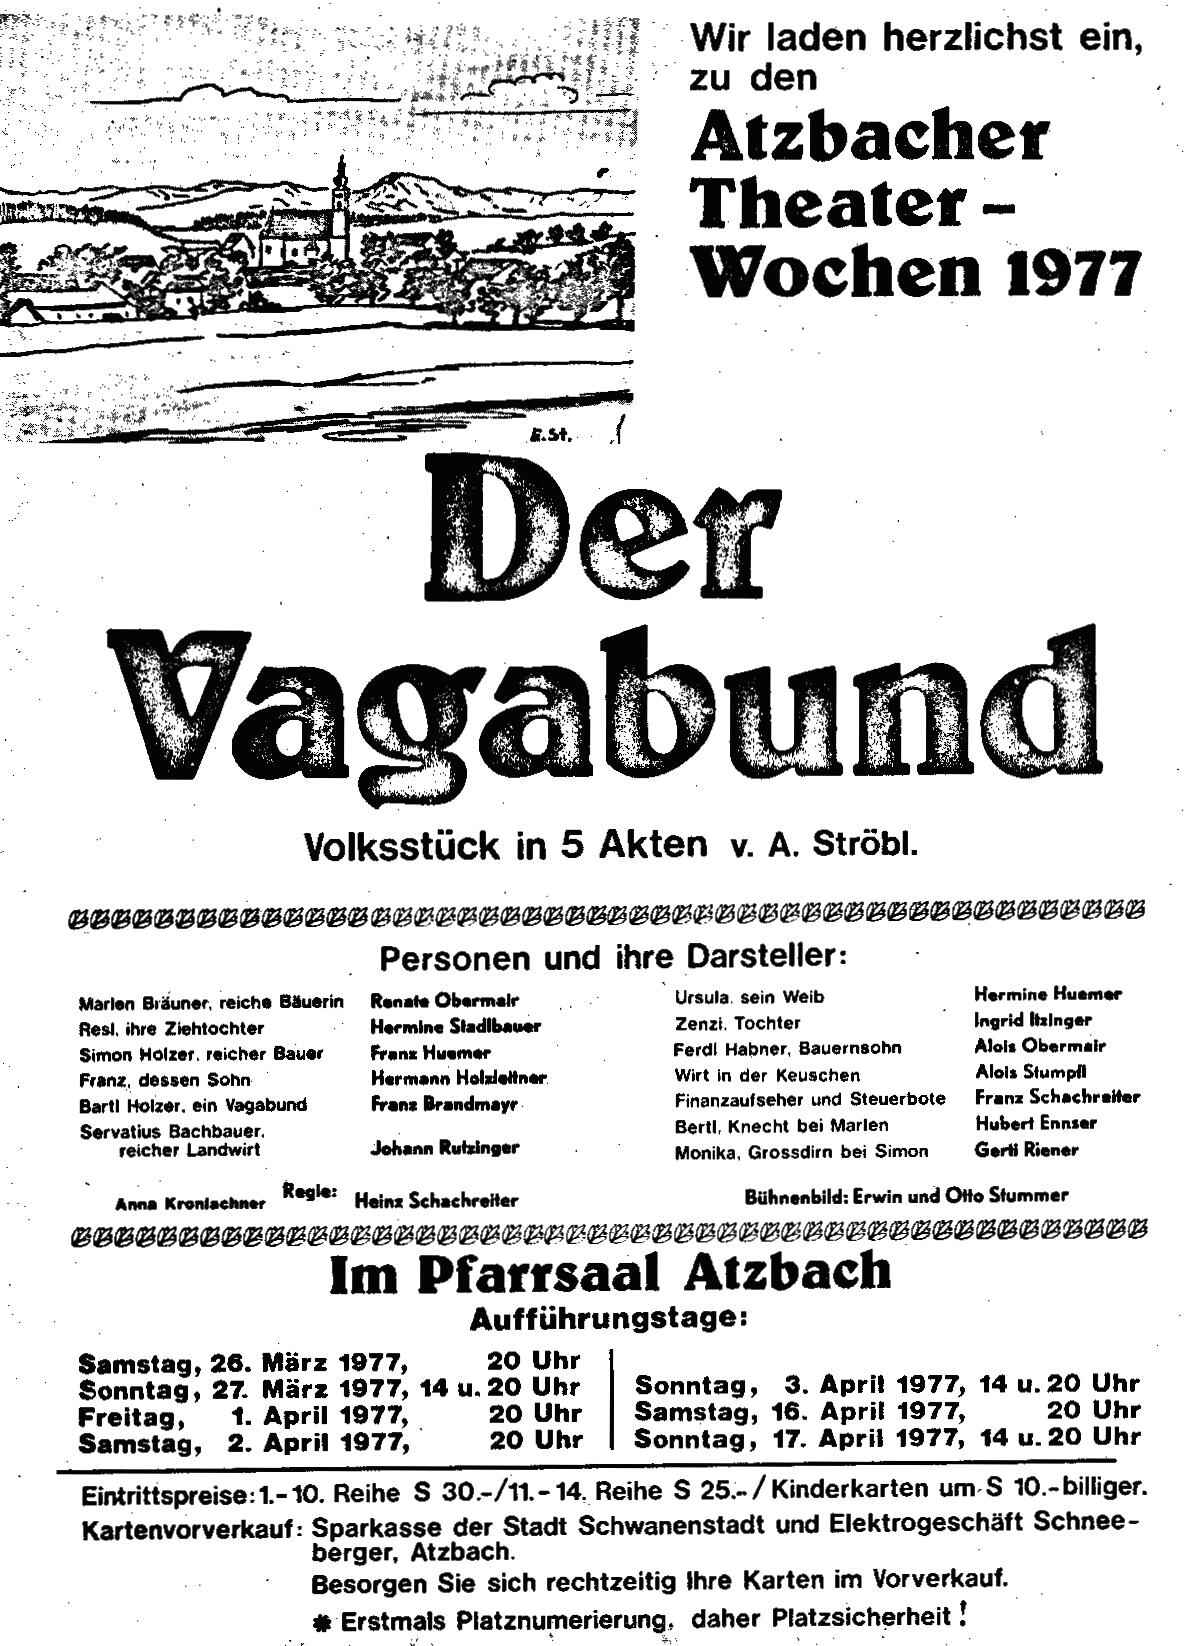 Wir laden herzlichst ein,
zu den
Atzbacher
Theater-
Wochen 1977
E.St.
Der
Vagabund
Volksstück in 5 Akten v. A. Ströbl.
Personen und ihre Darsteller:
Marlen Bräuner, reiche Bäuerin Renate Obermair
Resl, ihre Ziehtochter Hermine Stadlbauer
Simon Holzer, reicher Bauer Franz Huemer
Franz, dessen Sohn Hermann Holzleitner
Bartl Holzer, ein Vagabund Franz Brandmayr
Servatius Bachbauer,
reicher Landwirt Johann Rutzinger
Ursula, sein Weib Hermine Huemer
Zenzi, Tochter Ingrid Itzinger
Ferdl Habner, Bauernsohn Alois Obermair
Wirt in der Keuschen Alois Stumpfl
Finanzaufseher und Steuerbote Franz Schachreiter
Bertl, Knecht bei Marlen Hubert Ennser
Monika, Grossdirn bei Simon Gerti Riener
Anna Kronlachner Regie: Heinz Schachreiter
Bühnenbild: Erwin und Otto Stummer
Im Pfarrsaal Atzbach
Aufführungstage:
Samstag, 26. März 1977, 20 Uhr
Sonntag, 27. März 1977, 14 u. 20 Uhr
Freitag, 1. April 1977, 20 Uhr
Samstag, 2. April 1977, 20 Uhr
Sonntag, 3. April 1977, 14 u. 20 Uhr
Samstag, 16. April 1977, 20 Uhr
Sonntag, 17. April 1977, 14 u. 20 Uhr
Eintrittspreise: 1.-10. Reihe S 30.-/11.-14. Reihe S 25.-/Kinderkarten um S 10.- billiger.
Kartenvorverkauf: Sparkasse der Stadt Schwanenstadt und Elektrogeschäft Schnee-
berger, Atzbach.
Besorgen Sie sich rechtzeitig Ihre Karten im Vorverkauf.
* Erstmals Platznumerierung, daher Platzsicherheit!